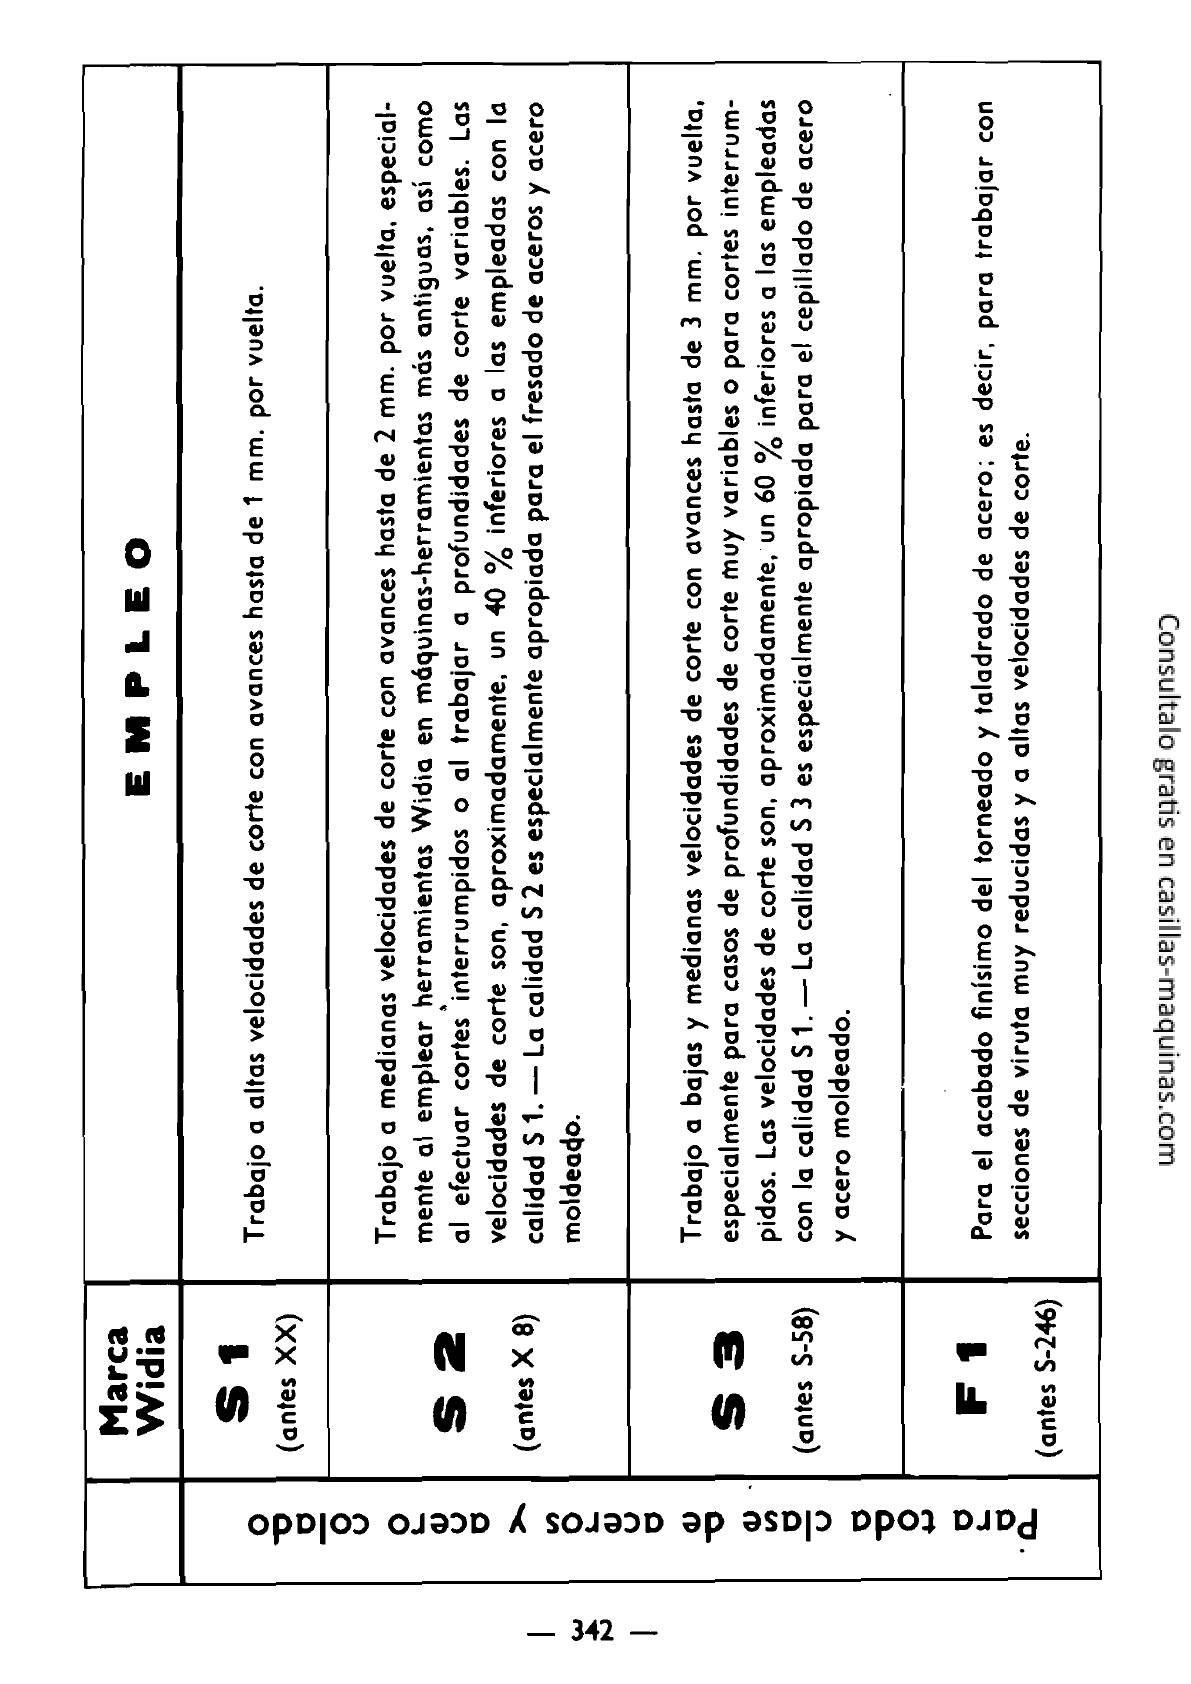 Marca
Widia
EMPLEO
Para toda clase de aceros y acero colado
S 1
(antes XX)
Trabajo a altas velocidades de corte con avances hasta de 1 mm. por vuelta.
S 2
(antes X 8)
Trabajo a medianas velocidades de corte con avances hasta de 2 mm. por vuelta, especial-
mente al emplear herramientas Widia en máquinas-herramientas más antiguas, así como
al efectuar cortes interrumpidos o al trabajar a profundidades de corte variables. Las
velocidades de corte son, aproximadamente, un 40 % inferiores a las empleadas con la
calidad S 1. — La calidad S 2 es especialmente apropiada para el fresado de aceros y acero
moldeado.
S 3
(antes S-58)
Trabajo a bajas y medianas velocidades de corte con avances hasta de 3 mm. por vuelta,
especialmente para casos de profundidades de corte muy variables o para cortes interrum-
pidos. Las velocidades de corte son, aproximadamente, un 60 % inferiores a las empleadas
con la calidad S 1. — La calidad S 3 es especialmente apropiada para el cepillado de acero
y acero moldeado.
F 1
(antes S-246)
Para el acabado finísimo del torneado y taladrado de acero; es decir, para trabajar con
secciones de viruta muy reducidas y a altas velocidades de corte.
— 342 —
Consultalo gratis en casillas-maquinas.com